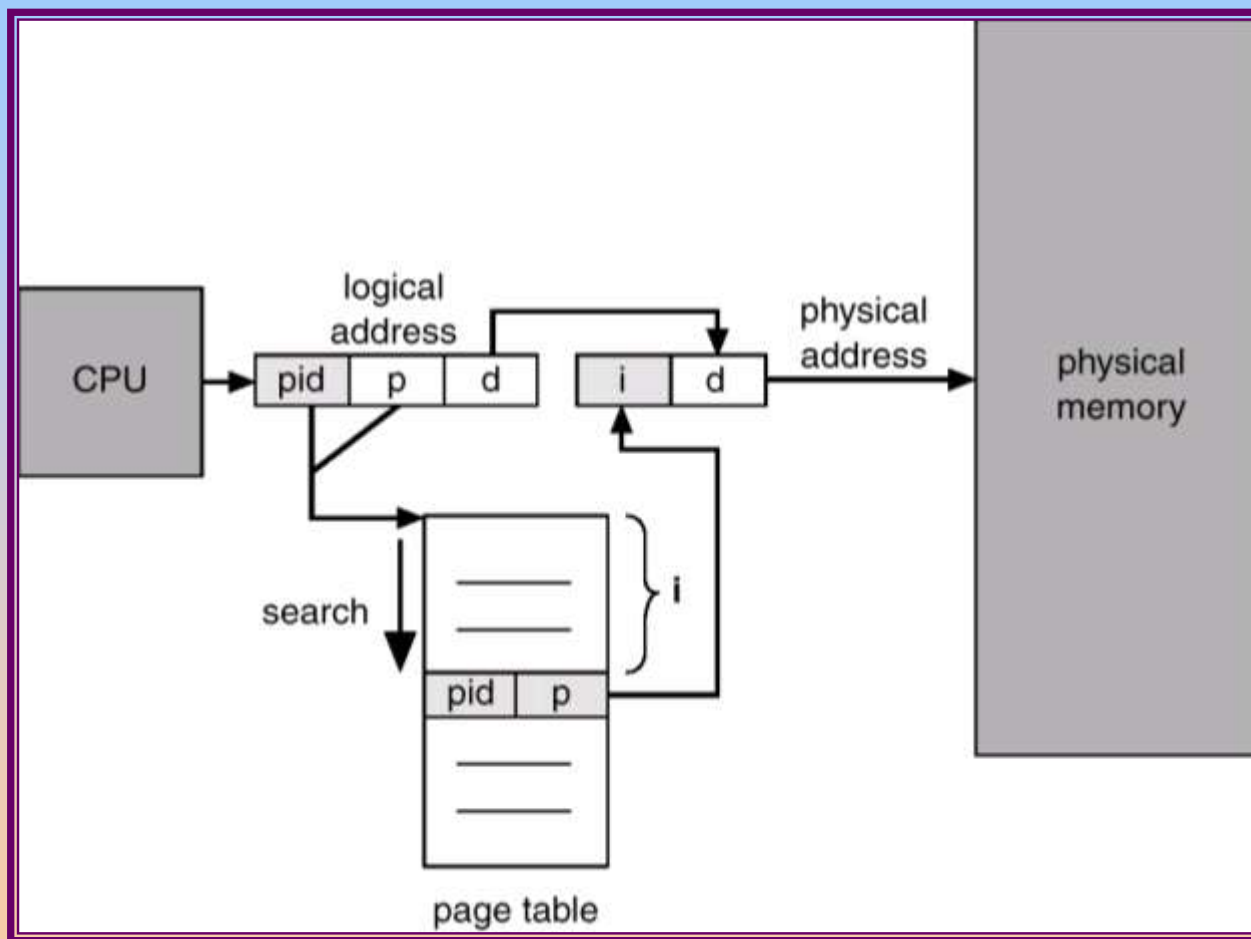 CPU
logical
address
pid p d
i d
physical
address
physical
memory
search
i
pid p
page table